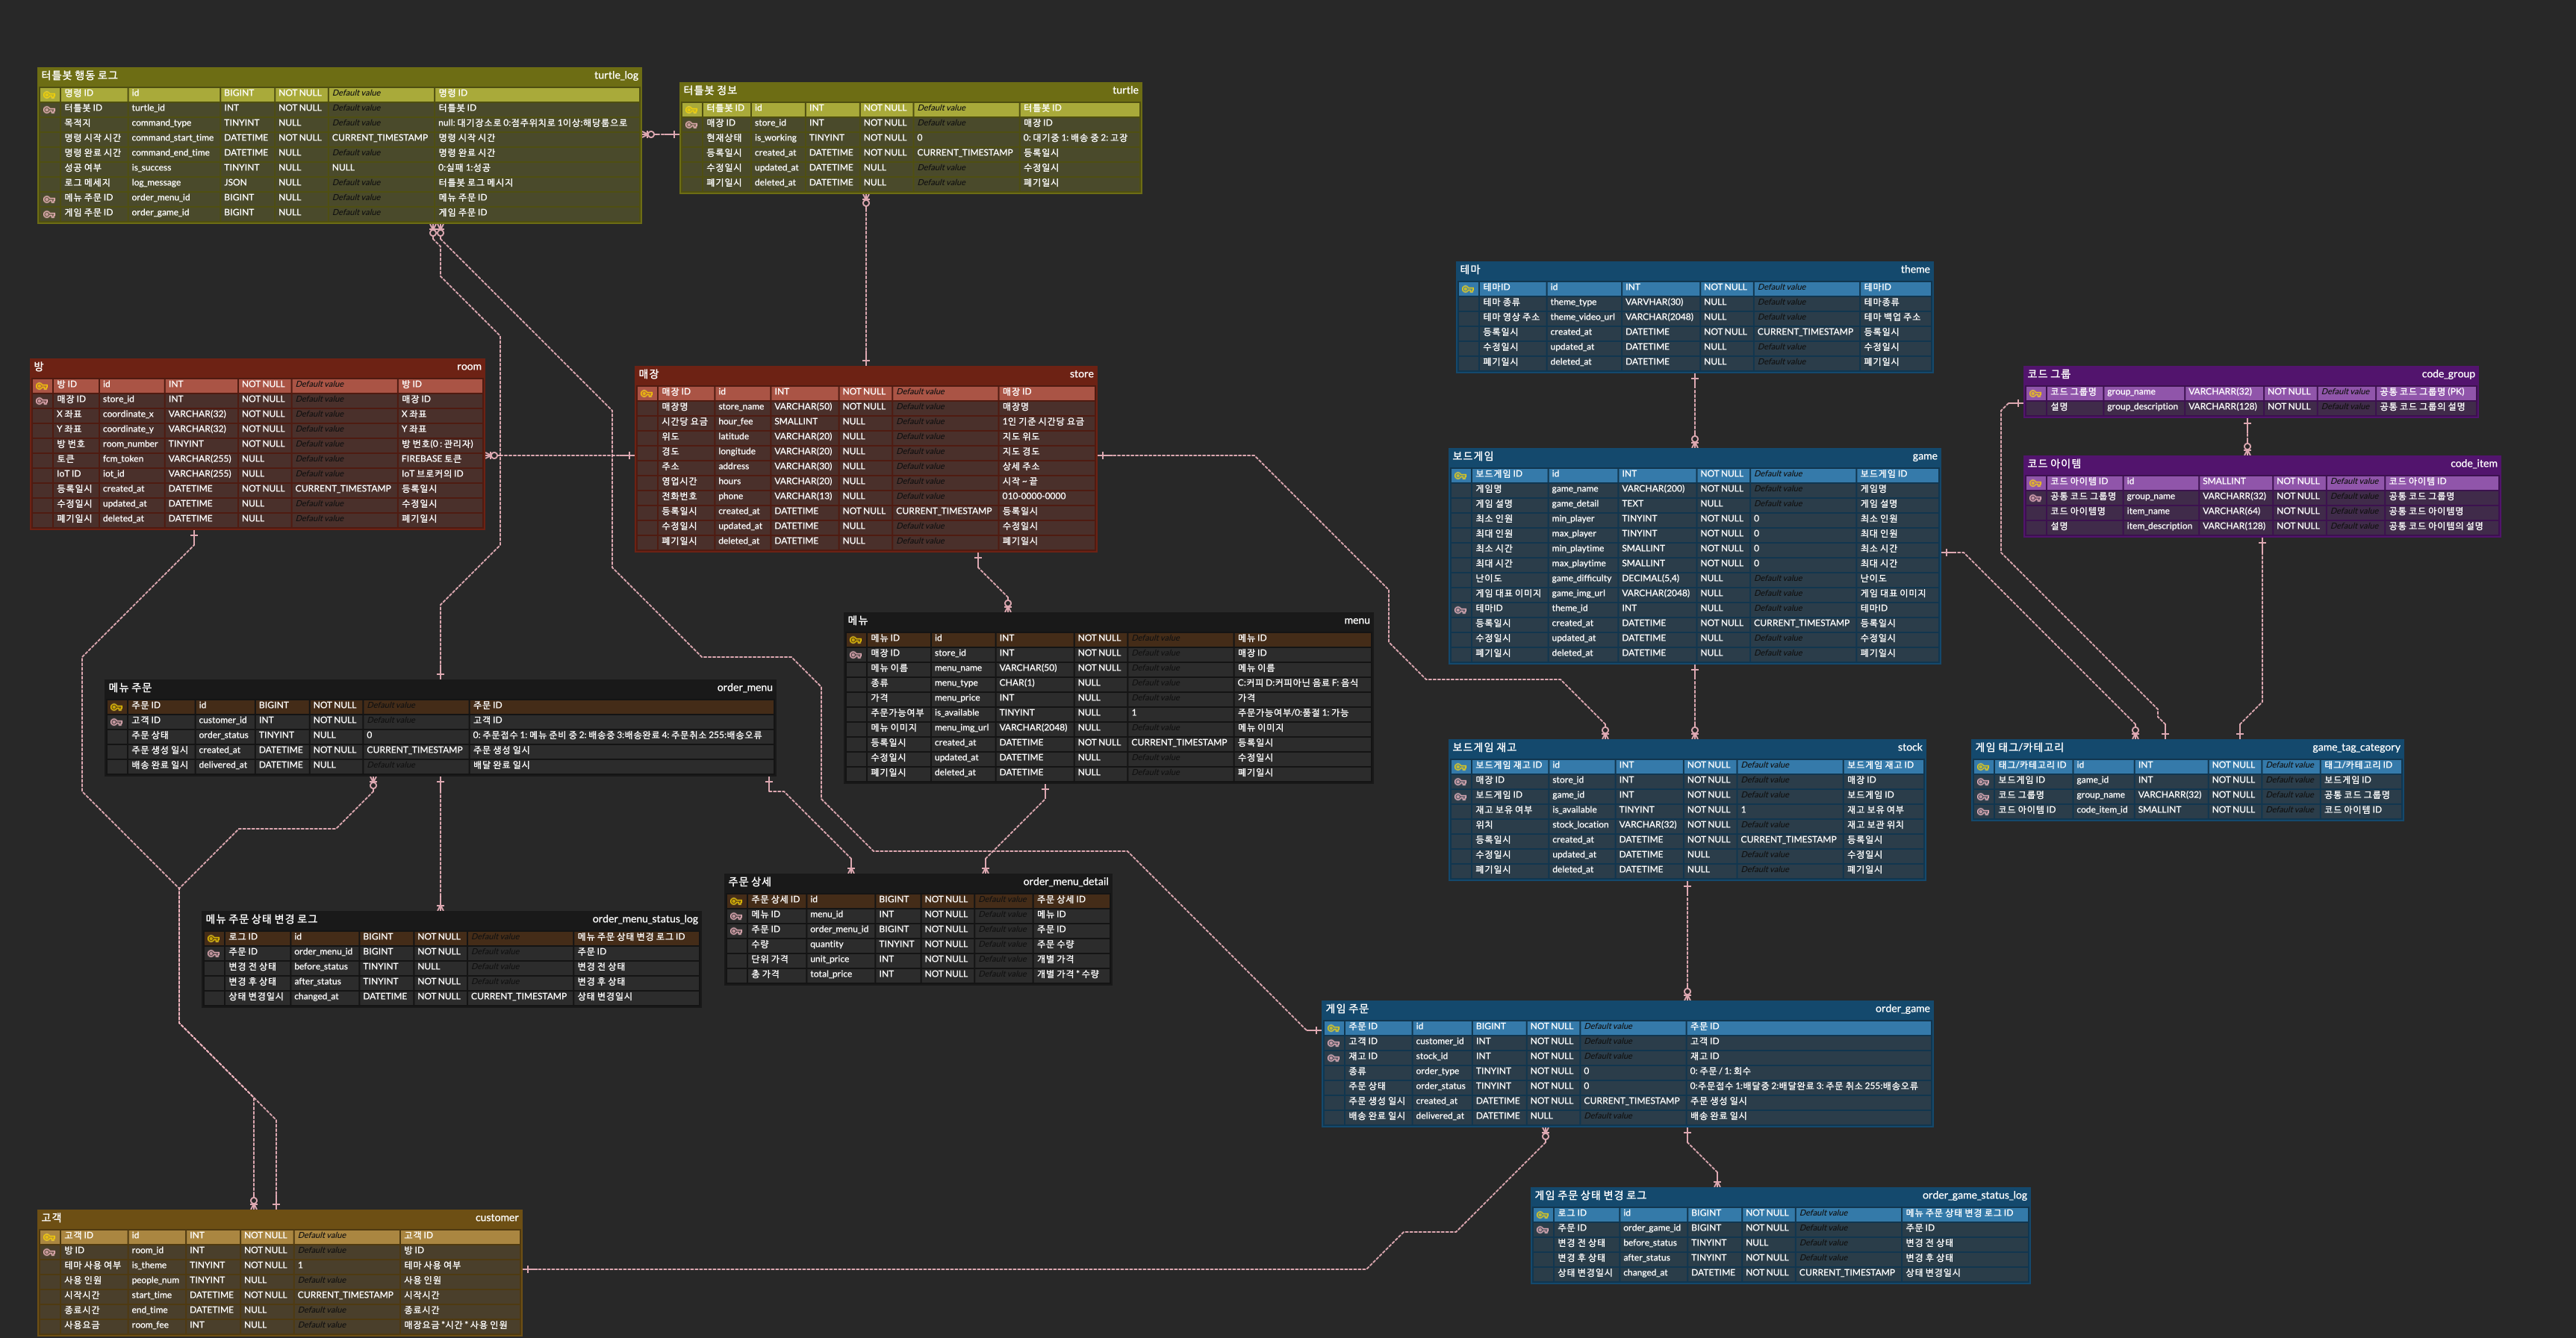 터틀봇 행동 로그 turtle_log
명령 ID id BIGINT NOT NULL Default value 명령 ID
터틀봇 ID turtle_id INT NOT NULL Default value 터틀봇 ID
목적지 command_type TINYINT NULL Default value null: 대기장소로 0:점주위치로 1이상:해당룸으로
명령 시작 시간 command_start_time DATETIME NOT NULL CURRENT_TIMESTAMP 명령 시작 시간
명령 완료 시간 command_end_time DATETIME NULL Default value 명령 완료 시간
성공 여부 is_success TINYINT NULL NULL 0:실패 1:성공
로그 메세지 log_message JSON NULL Default value 터틀봇 로그 메시지
메뉴 주문 ID order_menu_id BIGINT NULL Default value 메뉴 주문 ID
게임 주문 ID order_game_id BIGINT NULL Default value 게임 주문 ID
터틀봇 정보 turtle
터틀봇 ID id INT NOT NULL Default value 터틀봇 ID
매장 ID store_id INT NOT NULL Default value 매장 ID
현재상태 is_working TINYINT NOT NULL 0 0: 대기중 1: 배송 중 2: 고장
등록일시 created_at DATETIME NOT NULL CURRENT_TIMESTAMP 등록일시
수정일시 updated_at DATETIME NULL Default value 수정일시
폐기일시 deleted_at DATETIME NULL Default value 폐기일시
테마 theme
테마ID id INT NOT NULL Default value 테마ID
테마 종류 theme_type VARVHAR(30) NULL Default value 테마종류
테마 영상 주소 theme_video_url VARCHAR(2048) NULL Default value 테마 백업 주소
등록일시 created_at DATETIME NOT NULL CURRENT_TIMESTAMP 등록일시
수정일시 updated_at DATETIME NULL Default value 수정일시
폐기일시 deleted_at DATETIME NULL Default value 폐기일시
방 room
방 ID id INT NOT NULL Default value 방 ID
매장 ID store_id INT NOT NULL Default value 매장 ID
X 좌표 coordinate_x VARCHAR(32) NOT NULL Default value X 좌표
Y 좌표 coordinate_y VARCHAR(32) NOT NULL Default value Y 좌표
방 번호 room_number TINYINT NOT NULL Default value 방 번호(0 : 관리자)
토큰 fcm_token VARCHAR(255) NULL Default value FIREBASE 토큰
IoT ID iot_id VARCHAR(255) NULL Default value IoT 브로커의 ID
등록일시 created_at DATETIME NOT NULL CURRENT_TIMESTAMP 등록일시
수정일시 updated_at DATETIME NULL Default value 수정일시
폐기일시 deleted_at DATETIME NULL Default value 폐기일시
매장 store
매장 ID id INT NOT NULL Default value 매장 ID
매장명 store_name VARCHAR(50) NOT NULL Default value 매장명
시간당 요금 hour_fee SMALLINT NULL Default value 1인 기준 시간당 요금
위도 latitude VARCHAR(20) NULL Default value 지도 위도
경도 longitude VARCHAR(20) NULL Default value 지도 경도
주소 address VARCHAR(30) NULL Default value 상세 주소
영업시간 hours VARCHAR(20) NULL Default value 시작 ~ 끝
전화번호 phone VARCHAR(13) NULL Default value 010-0000-0000
등록일시 created_at DATETIME NOT NULL CURRENT_TIMESTAMP 등록일시
수정일시 updated_at DATETIME NULL Default value 수정일시
폐기일시 deleted_at DATETIME NULL Default value 폐기일시
코드 그룹 code_group
코드 그룹명 group_name VARCHARR(32) NOT NULL Default value 공통 코드 그룹명 (PK)
설명 group_description VARCHARR(128) NOT NULL Default value 공통 코드 그룹의 설명
코드 아이템 code_item
코드 아이템 ID id SMALLINT NOT NULL Default value 코드 아이템 ID
공통 코드 그룹명 group_name VARCHARR(32) NOT NULL Default value 공통 코드 그룹명
코드 아이템명 item_name VARCHAR(64) NOT NULL Default value 공통 코드 아이템명
설명 item_description VARCHAR(128) NOT NULL Default value 공통 코드 아이템의 설명
보드게임 game
보드게임 ID id INT NOT NULL Default value 보드게임 ID
게임명 game_name VARCHAR(200) NOT NULL Default value 게임명
게임 설명 game_detail TEXT NULL Default value 게임 설명
최소 인원 min_player TINYINT NOT NULL 0 최소 인원
최대 인원 max_player TINYINT NOT NULL 0 최대 인원
최소 시간 min_playtime SMALLINT NOT NULL 0 최소 시간
최대 시간 max_playtime SMALLINT NOT NULL 0 최대 시간
난이도 game_difficulty DECIMAL(5,4) NULL Default value 난이도
게임 대표 이미지 game_img_url VARCHAR(2048) NULL Default value 게임 대표 이미지
테마ID theme_id INT NULL Default value 테마ID
등록일시 created_at DATETIME NOT NULL CURRENT_TIMESTAMP 등록일시
수정일시 updated_at DATETIME NULL Default value 수정일시
폐기일시 deleted_at DATETIME NULL Default value 폐기일시
메뉴 menu
메뉴 ID id INT NOT NULL Default value 메뉴 ID
매장 ID store_id INT NOT NULL Default value 매장 ID
메뉴 이름 menu_name VARCHAR(50) NOT NULL Default value 메뉴 이름
종류 menu_type CHAR(1) NULL Default value C:커피 D:커피아닌 음료 F: 음식
가격 menu_price INT NULL Default value 가격
주문가능여부 is_available TINYINT NULL 1 주문가능여부/0:품절 1: 가능
메뉴 이미지 menu_img_url VARCHAR(2048) NULL Default value 메뉴 이미지
등록일시 created_at DATETIME NOT NULL CURRENT_TIMESTAMP 등록일시
수정일시 updated_at DATETIME NULL Default value 수정일시
폐기일시 deleted_at DATETIME NULL Default value 폐기일시
메뉴 주문 order_menu
주문 ID id BIGINT NOT NULL Default value 주문 ID
고객 ID customer_id INT NOT NULL Default value 고객 ID
주문 상태 order_status TINYINT NULL 0 0: 주문접수 1: 메뉴 준비 중 2: 배송중 3:배송완료 4: 주문취소 255:배송오류
주문 생성 일시 created_at DATETIME NOT NULL CURRENT_TIMESTAMP 주문 생성 일시
배송 완료 일시 delivered_at DATETIME NULL Default value 배달 완료 일시
보드게임 재고 stock
보드게임 재고 ID id INT NOT NULL Default value 보드게임 재고 ID
매장 ID store_id INT NOT NULL Default value 매장 ID
보드게임 ID game_id INT NOT NULL Default value 보드게임 ID
재고 보유 여부 is_available TINYINT NOT NULL 1 재고 보유 여부
위치 stock_location VARCHAR(32) NOT NULL Default value 재고 보관 위치
등록일시 created_at DATETIME NOT NULL CURRENT_TIMESTAMP 등록일시
수정일시 updated_at DATETIME NULL Default value 수정일시
폐기일시 deleted_at DATETIME NULL Default value 폐기일시
게임 태그/카테고리 game_tag_category
태그/카테고리 ID id INT NOT NULL Default value 태그/카테고리 ID
보드게임 ID game_id INT NOT NULL Default value 보드게임 ID
코드 그룹명 group_name VARCHARR(32) NOT NULL Default value 공통 코드 그룹명
코드 아이템 ID code_item_id SMALLINT NOT NULL Default value 코드 아이템 ID
주문 상세 order_menu_detail
주문 상세 ID id BIGINT NOT NULL Default value 주문 상세 ID
메뉴 ID menu_id INT NOT NULL Default value 메뉴 ID
주문 ID order_menu_id BIGINT NOT NULL Default value 주문 ID
수량 quantity TINYINT NOT NULL Default value 주문 수량
단위 가격 unit_price INT NOT NULL Default value 개별 가격
총 가격 total_price INT NOT NULL Default value 개별 가격 * 수량
메뉴 주문 상태 변경 로그 order_menu_status_log
로그 ID id BIGINT NOT NULL Default value 메뉴 주문 상태 변경 로그 ID
주문 ID order_menu_id BIGINT NOT NULL Default value 주문 ID
변경 전 상태 before_status TINYINT NULL Default value 변경 전 상태
변경 후 상태 after_status TINYINT NOT NULL Default value 변경 후 상태
상태 변경일시 changed_at DATETIME NOT NULL CURRENT_TIMESTAMP 상태 변경일시
게임 주문 order_game
주문 ID id BIGINT NOT NULL Default value 주문 ID
고객 ID customer_id INT NOT NULL Default value 고객 ID
재고 ID stock_id INT NOT NULL Default value 재고 ID
종류 order_type TINYINT NOT NULL 0 0: 주문 / 1: 회수
주문 상태 order_status TINYINT NOT NULL 0 0:주문접수 1:배달중 2:배달완료 3: 주문 취소 255:배송오류
주문 생성 일시 created_at DATETIME NOT NULL CURRENT_TIMESTAMP 주문 생성 일시
배송 완료 일시 delivered_at DATETIME NULL Default value 배송 완료 일시
게임 주문 상태 변경 로그 order_game_status_log
로그 ID id BIGINT NOT NULL Default value 메뉴 주문 상태 변경 로그 ID
주문 ID order_game_id BIGINT NOT NULL Default value 주문 ID
변경 전 상태 before_status TINYINT NULL Default value 변경 전 상태
변경 후 상태 after_status TINYINT NOT NULL Default value 변경 후 상태
상태 변경일시 changed_at DATETIME NOT NULL CURRENT_TIMESTAMP 상태 변경일시
고객 customer
고객 ID id INT NOT NULL Default value 고객 ID
방 ID room_id INT NOT NULL Default value 방 ID
테마 사용 여부 is_theme TINYINT NOT NULL 1 테마 사용 여부
사용 인원 people_num TINYINT NULL Default value 사용 인원
시작시간 start_time DATETIME NOT NULL CURRENT_TIMESTAMP 시작시간
종료시간 end_time DATETIME NULL Default value 종료시간
사용요금 room_fee INT NULL Default value 매장요금 *시간 * 사용 인원